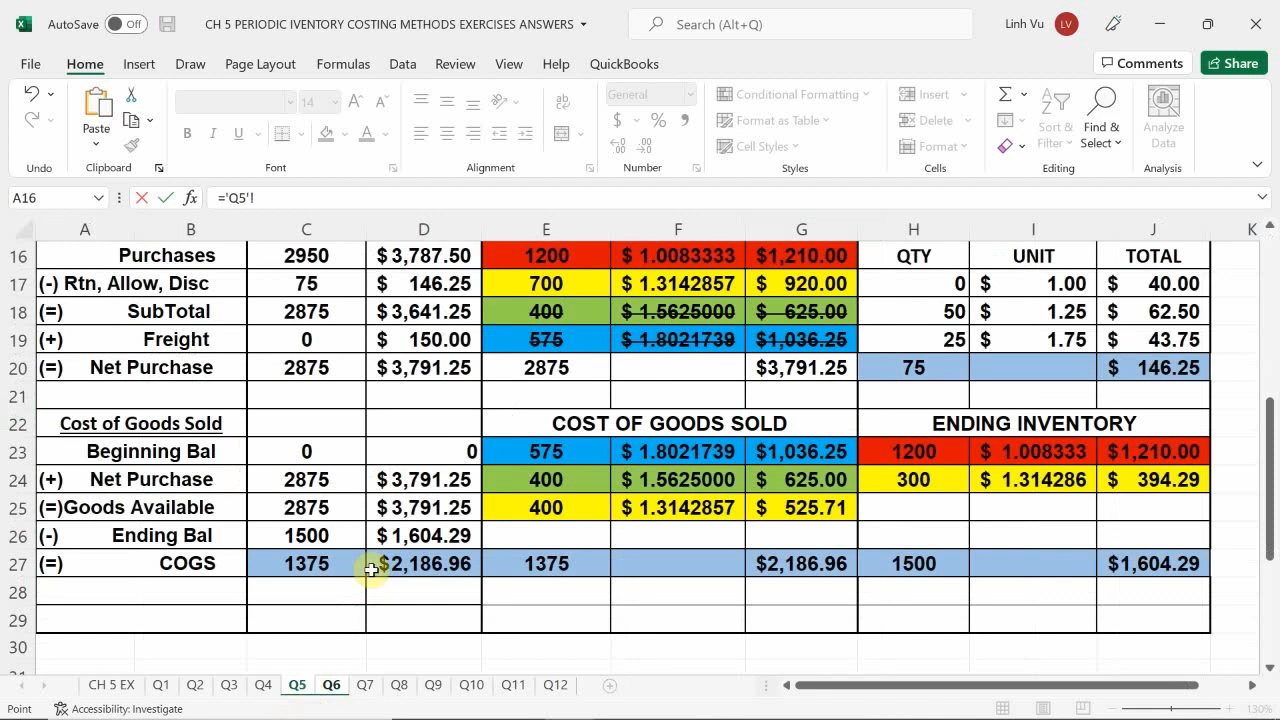 AutoSave Off CH 5 PERIODIC IVENTORY COSTING METHODS EXERCISES ANSWERS Search (Alt+Q) Linh Vu LV
File Home Insert Draw Page Layout Formulas Data Review View Help QuickBooks Comments Share
Paste 14 B I U General $ % Conditional Formatting Format as Table Cell Styles Insert Delete Format Sort & Filter Find & Select Analyze Data
Undo Clipboard Font Alignment Number Styles Cells Editing Analysis
A16 fx ='Q5'!
A B C D E F G H I J K
16 Purchases 2950 $ 3,787.50 1200 $ 1.0083333 $1,210.00 QTY UNIT TOTAL
17 (-) Rtn, Allow, Disc 75 $ 146.25 700 $ 1.3142857 $ 920.00 0 $ 1.00 $ 40.00
18 (=) SubTotal 2875 $ 3,641.25 400 $ 1.5625000 $ 625.00 50 $ 1.25 $ 62.50
19 (+) Freight 0 $ 150.00 575 $ 1.8021739 $1,036.25 25 $ 1.75 $ 43.75
20 (=) Net Purchase 2875 $3,791.25 2875 $3,791.25 75 $ 146.25
21
22 Cost of Goods Sold COST OF GOODS SOLD ENDING INVENTORY
23 Beginning Bal 0 0 575 $ 1.8021739 $1,036.25 1200 $ 1.008333 $1,210.00
24 (+) Net Purchase 2875 $3,791.25 400 $ 1.5625000 $ 625.00 300 $ 1.314286 $ 394.29
25 (=)Goods Available 2875 $3,791.25 400 $ 1.3142857 $ 525.71
26 (-) Ending Bal 1500 $1,604.29
27 (=) COGS 1375 $2,186.96 1375 $2,186.96 1500 $1,604.29
28
29
30
CH 5 EX Q1 Q2 Q3 Q4 Q5 Q6 Q7 Q8 Q9 Q10 Q11 Q12
Point Accessibility: Investigate 130%